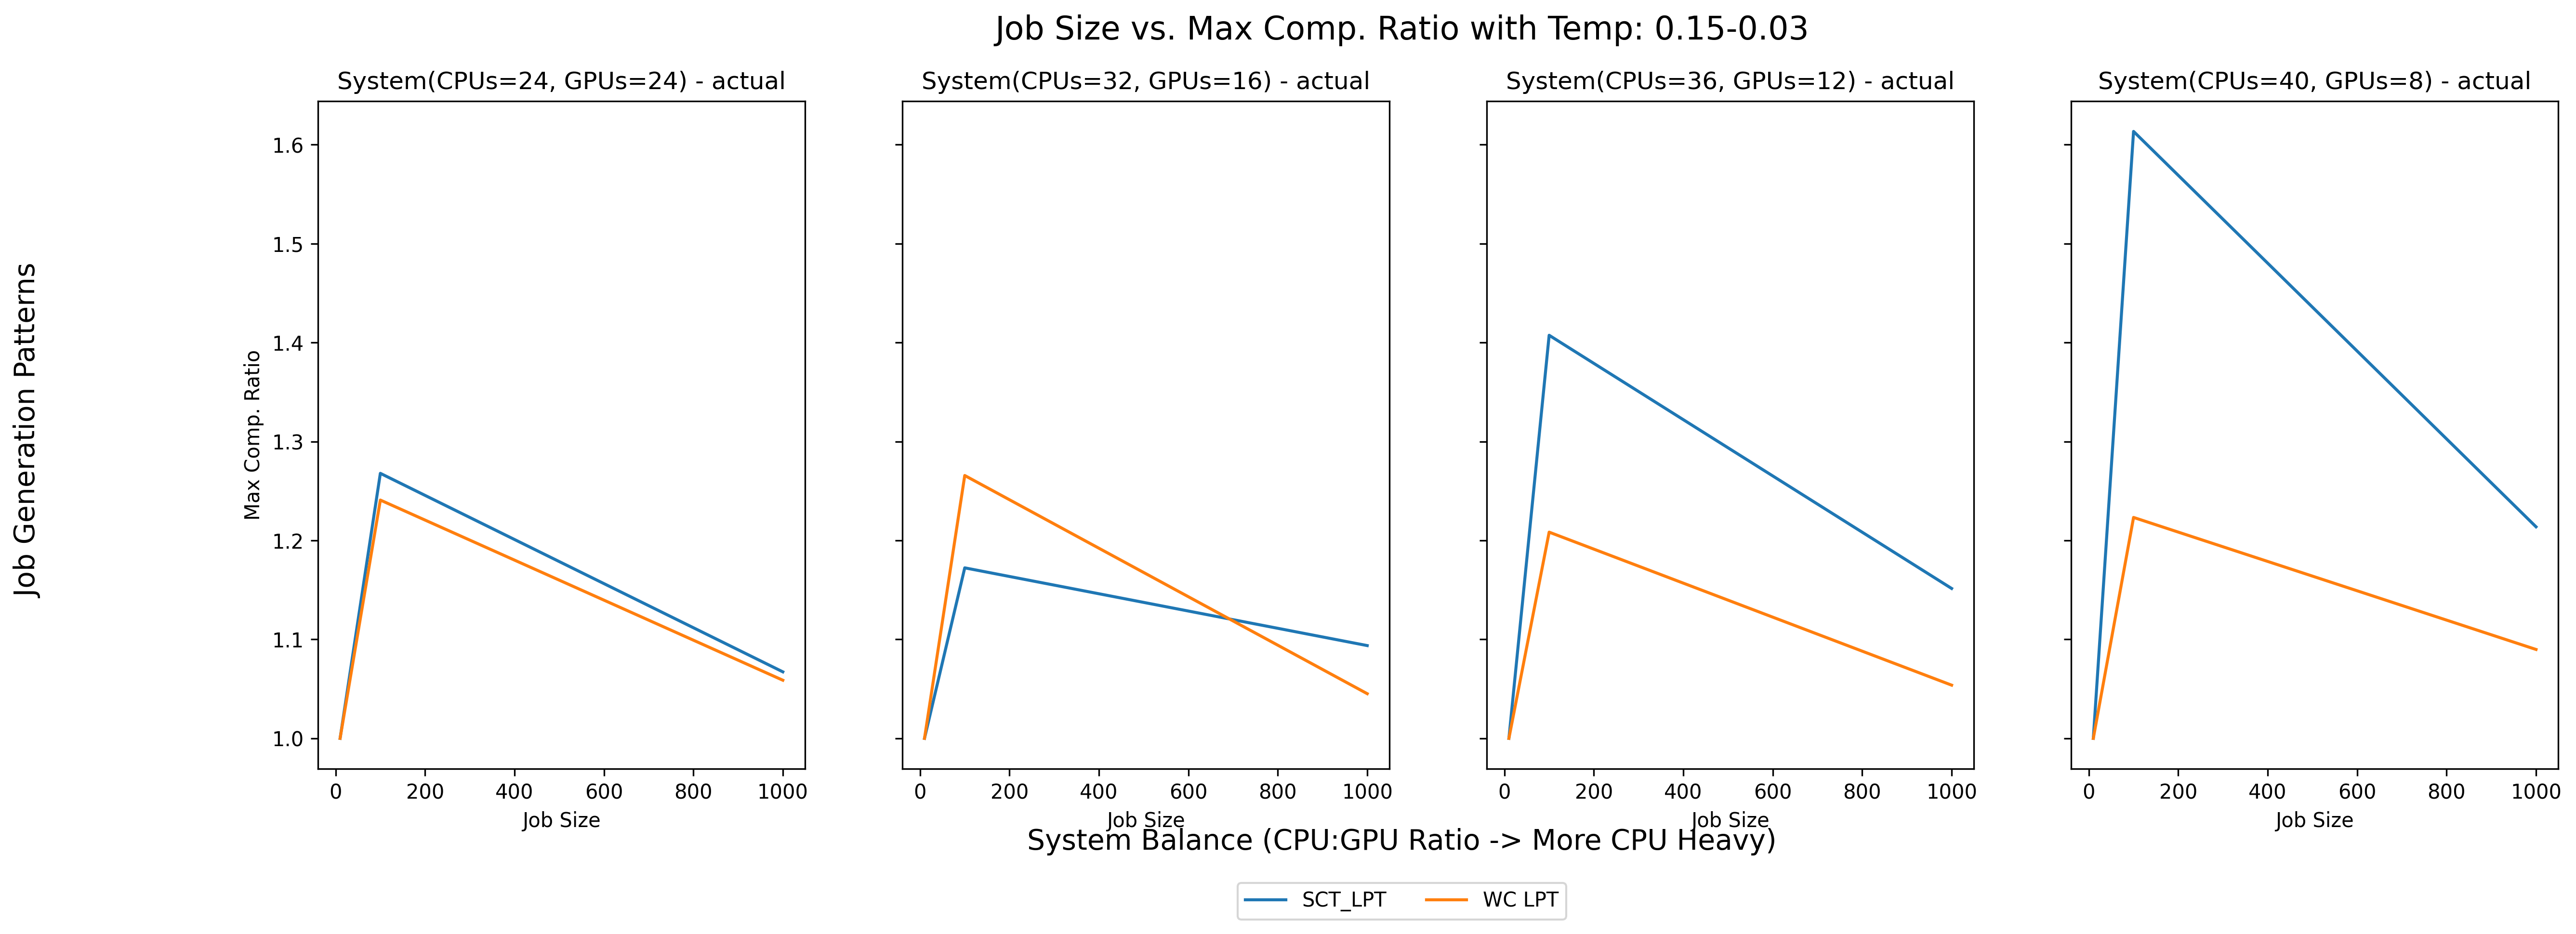 Job Size vs. Max Comp. Ratio with Temp: 0.15-0.03
System(CPUs=24, GPUs=24) - actual
System(CPUs=32, GPUs=16) - actual
System(CPUs=36, GPUs=12) - actual
System(CPUs=40, GPUs=8) - actual
Job Generation Patterns
Max Comp. Ratio
1.6
1.5
1.4
1.3
1.2
1.1
1.0
0 200 400 600 800 1000
0 200 400 600 800 1000
0 200 400 600 800 1000
0 200 400 600 800 1000
Job Size
Job Size
Job Size
Job Size
System Balance (CPU:GPU Ratio -> More CPU Heavy)
SCT_LPT
WC LPT